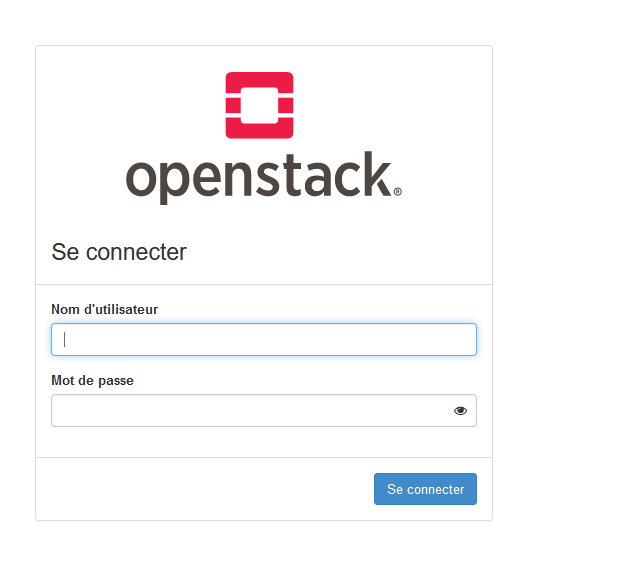 openstack®
Se connecter
Nom d'utilisateur
Mot de passe
Se connecter